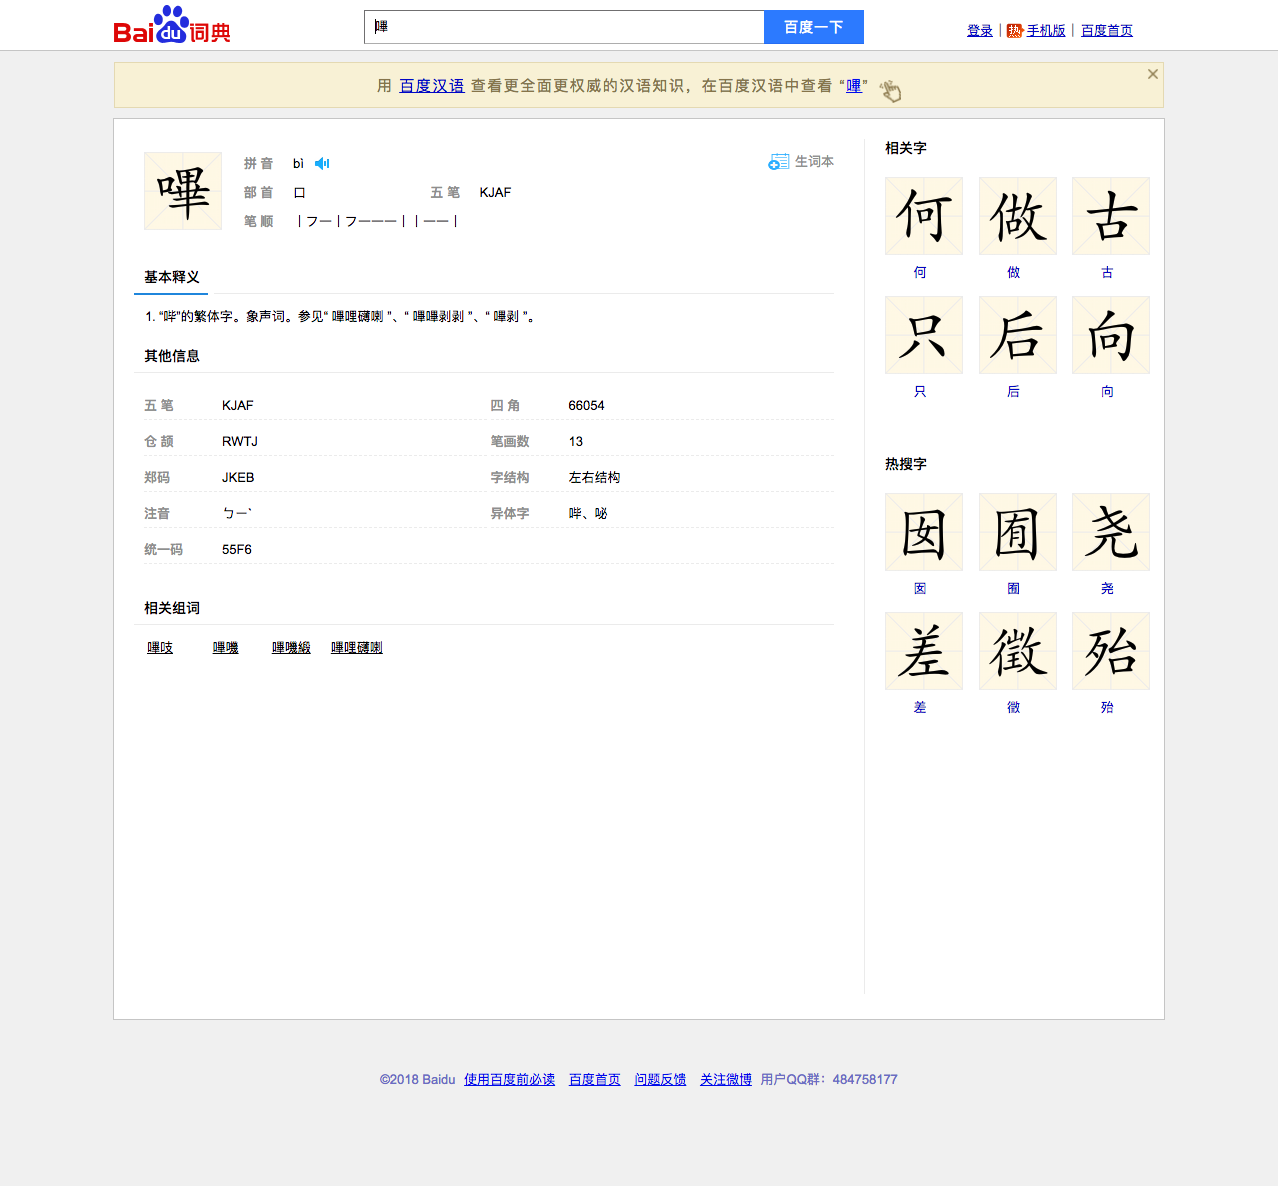 Bai du 词典
嗶
百度一下
登录 | 热 手机版 | 百度首页
用 百度汉语 查看更全面更权威的汉语知识，在百度汉语中查看 “嗶”
嗶
拼 音 bì
生词本
部 首 口 五 笔 KJAF
笔 顺 丨フ一丨フ一一一丨丨一一丨
基本释义
1. “哔”的繁体字。象声词。参见“ 嗶哩礴喇 ”、“ 嗶嗶剥剥 ”、“ 嗶剥 ”。
其他信息
五 笔 KJAF 四 角 66054
仓 颉 RWTJ 笔画数 13
郑码 JKEB 字结构 左右结构
注音 ㄅㄧˋ 异体字 哔、咇
统一码 55F6
相关组词
嗶吱 嗶嘰 嗶嘰緞 嗶哩礴喇
相关字
何 做 古
何 做 古
只 后 向
只 后 向
热搜字
囡 囿 尧
囡 囿 尧
差 徵 殆
差 徵 殆
©2018 Baidu 使用百度前必读 百度首页 问题反馈 关注微博 用户QQ群：484758177